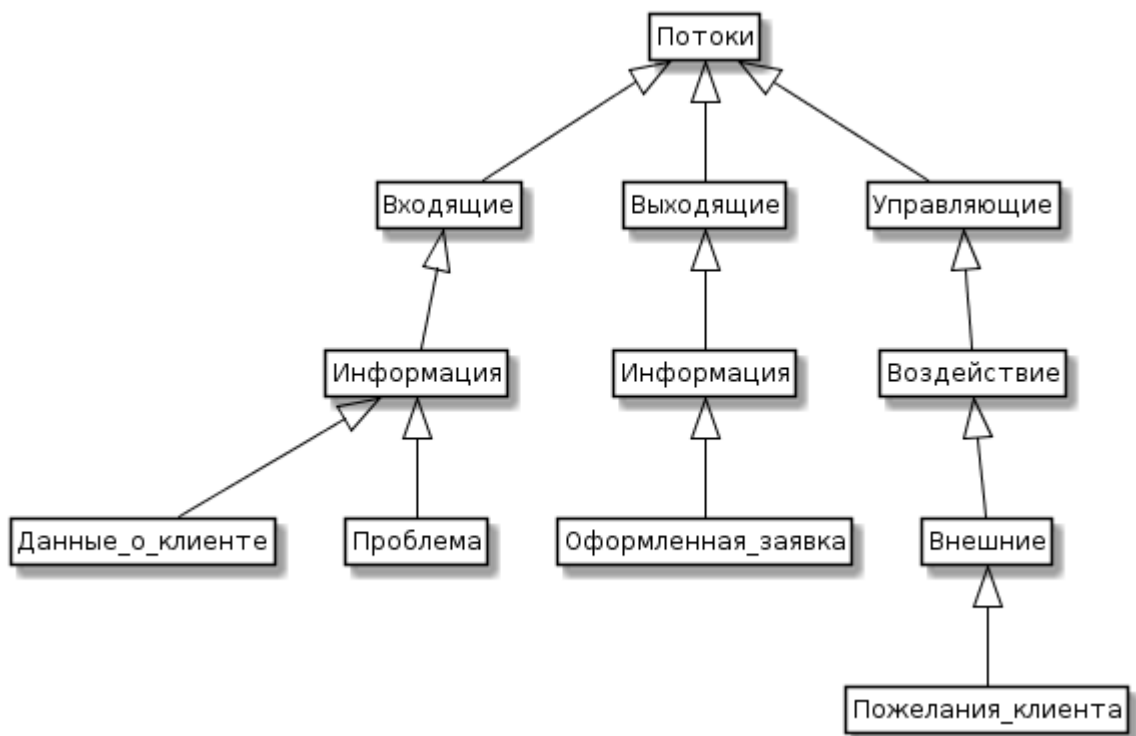 Потоки
Входящие
Выходящие
Управляющие
Информация
Информация
Воздействие
Данные_о_клиенте
Проблема
Оформленная_заявка
Внешние
Пожелания_клиента